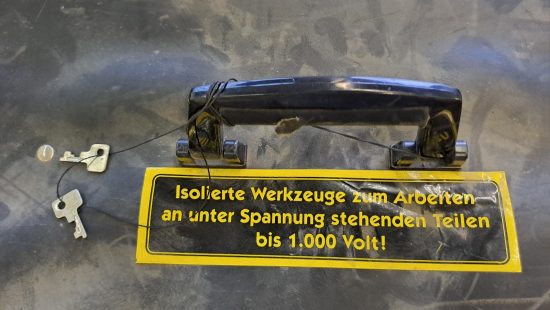 Isolierte Werkzeuge zum Arbeiten
an unter Spannung stehenden Teilen
bis 1.000 Volt!